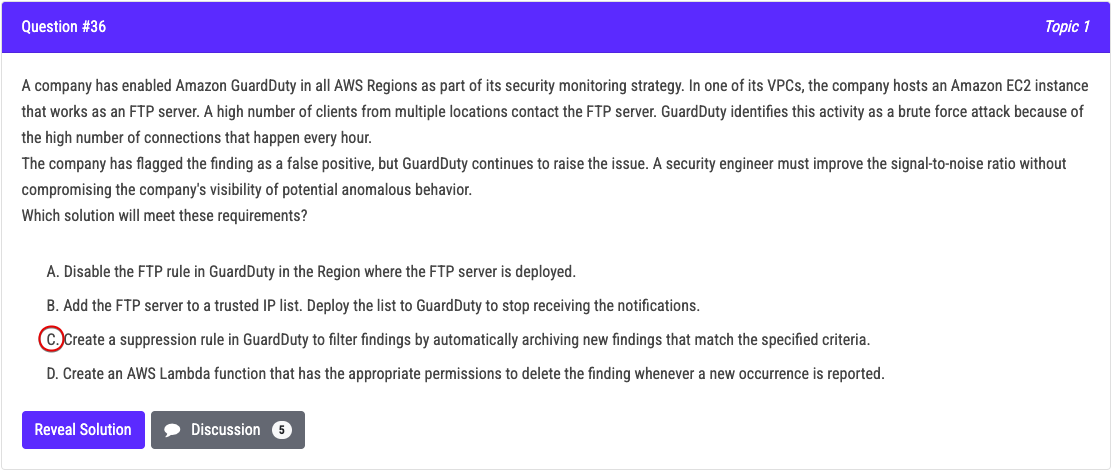 Question #36
Topic 1
A company has enabled Amazon GuardDuty in all AWS Regions as part of its security monitoring strategy. In one of its VPCs, the company hosts an Amazon EC2 instance
that works as an FTP server. A high number of clients from multiple locations contact the FTP server. GuardDuty identifies this activity as a brute force attack because of
the high number of connections that happen every hour.
The company has flagged the finding as a false positive, but GuardDuty continues to raise the issue. A security engineer must improve the signal-to-noise ratio without
compromising the company's visibility of potential anomalous behavior.
Which solution will meet these requirements?
A. Disable the FTP rule in GuardDuty in the Region where the FTP server is deployed.
B. Add the FTP server to a trusted IP list. Deploy the list to GuardDuty to stop receiving the notifications.
C. Create a suppression rule in GuardDuty to filter findings by automatically archiving new findings that match the specified criteria.
D. Create an AWS Lambda function that has the appropriate permissions to delete the finding whenever a new occurrence is reported.
Reveal Solution
Discussion 5